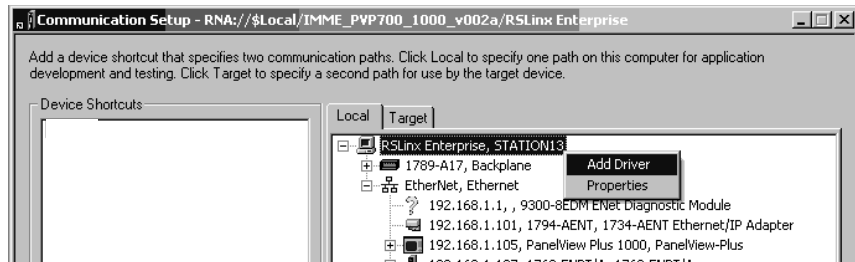 Communication Setup - RNA://$Local/IMME_PVP700_1000_v002a/RSLinx Enterprise
Add a device shortcut that specifies two communication paths. Click Local to specify one path on this computer for application
development and testing. Click Target to specify a second path for use by the target device.
Device Shortcuts
Local Target
RSLinx Enterprise, STATION13
Add Driver
1789-A17, Backplane
Properties
EtherNet, Ethernet
192.168.1.1, , 9300-8EDM ENet Diagnostic Module
192.168.1.101, 1794-AENT, 1734-AENT Ethernet/IP Adapter
192.168.1.105, PanelView Plus 1000, PanelView-Plus